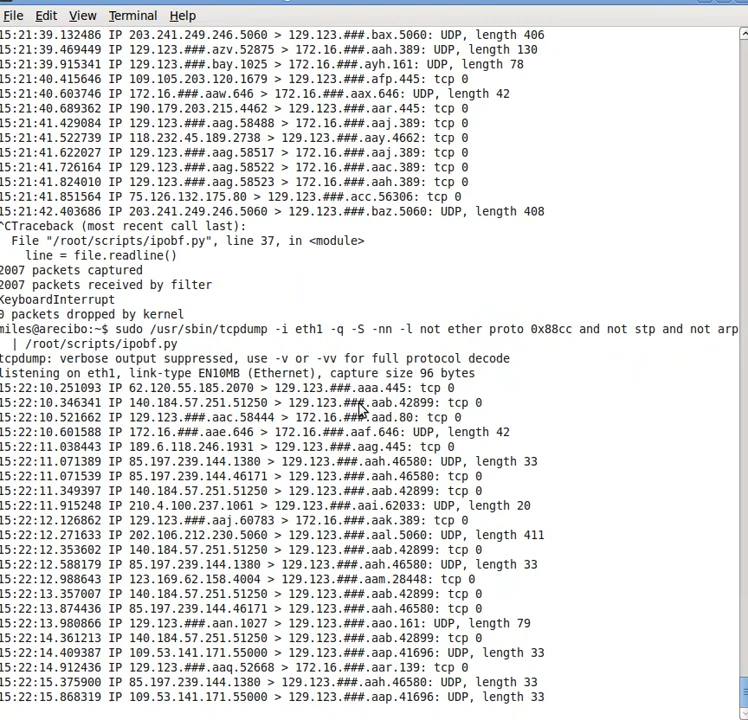 File Edit View Terminal Help
15:21:39.132486 IP 203.241.249.246.5060 > 129.123.###.bax.5060: UDP, length 406
15:21:39.469449 IP 129.123.###.azv.52875 > 172.16.###.aah.389: UDP, length 130
15:21:39.915341 IP 129.123.###.bay.1025 > 172.16.###.ayh.161: UDP, length 78
15:21:40.415646 IP 109.105.203.120.1679 > 129.123.###.afp.445: tcp 0
15:21:40.603746 IP 172.16.###.aaw.646 > 172.16.###.aax.646: UDP, length 42
15:21:40.689362 IP 190.179.203.215.4462 > 129.123.###.aar.445: tcp 0
15:21:41.429084 IP 129.123.###.aag.58488 > 172.16.###.aaj.389: tcp 0
15:21:41.522739 IP 118.232.45.189.2738 > 129.123.###.aay.4662: tcp 0
15:21:41.622027 IP 129.123.###.aag.58517 > 172.16.###.aaj.389: tcp 0
15:21:41.726164 IP 129.123.###.aag.58522 > 172.16.###.aac.389: tcp 0
15:21:41.824010 IP 129.123.###.aag.58523 > 172.16.###.aah.389: tcp 0
15:21:41.851564 IP 75.126.132.175.80 > 129.123.###.acc.56306: tcp 0
15:21:42.403686 IP 203.241.249.246.5060 > 129.123.###.baz.5060: UDP, length 408
^CTraceback (most recent call last):
File "/root/scripts/ipobf.py", line 37, in <module>
line = file.readline()
2007 packets captured
2007 packets received by filter
KeyboardInterrupt
0 packets dropped by kernel
miles@arecibo:~$ sudo /usr/sbin/tcpdump -i eth1 -q -S -nn -l not ether proto 0x88cc and not stp and not arp
| /root/scripts/ipobf.py
tcpdump: verbose output suppressed, use -v or -vv for full protocol decode
listening on eth1, link-type EN10MB (Ethernet), capture size 96 bytes
15:22:10.251093 IP 62.120.55.185.2070 > 129.123.###.aaa.445: tcp 0
15:22:10.346341 IP 140.184.57.251.51250 > 129.123.###.aab.42899: tcp 0
15:22:10.521662 IP 129.123.###.aac.58444 > 172.16.###.aad.80: tcp 0
15:22:10.601588 IP 172.16.###.aae.646 > 172.16.###.aaf.646: UDP, length 42
15:22:11.038443 IP 189.6.118.246.1931 > 129.123.###.aag.445: tcp 0
15:22:11.071389 IP 85.197.239.144.1380 > 129.123.###.aah.46580: UDP, length 33
15:22:11.071539 IP 85.197.239.144.46171 > 129.123.###.aah.46580: tcp 0
15:22:11.349397 IP 140.184.57.251.51250 > 129.123.###.aab.42899: tcp 0
15:22:11.915248 IP 210.4.100.237.1061 > 129.123.###.aai.62033: UDP, length 20
15:22:12.126862 IP 129.123.###.aaj.60783 > 172.16.###.aak.389: tcp 0
15:22:12.271633 IP 202.106.212.230.5060 > 129.123.###.aal.5060: UDP, length 411
15:22:12.353602 IP 140.184.57.251.51250 > 129.123.###.aab.42899: tcp 0
15:22:12.588179 IP 85.197.239.144.1380 > 129.123.###.aah.46580: UDP, length 33
15:22:12.988643 IP 123.169.62.158.4004 > 129.123.###.aam.28448: tcp 0
15:22:13.357007 IP 140.184.57.251.51250 > 129.123.###.aab.42899: tcp 0
15:22:13.874436 IP 85.197.239.144.46171 > 129.123.###.aah.46580: tcp 0
15:22:13.980866 IP 129.123.###.aan.1027 > 129.123.###.aao.161: UDP, length 79
15:22:14.361213 IP 140.184.57.251.51250 > 129.123.###.aab.42899: tcp 0
15:22:14.409387 IP 109.53.141.171.55000 > 129.123.###.aap.41696: UDP, length 33
15:22:14.912436 IP 129.123.###.aaq.52668 > 172.16.###.aar.139: tcp 0
15:22:15.375900 IP 85.197.239.144.1380 > 129.123.###.aah.46580: UDP, length 33
15:22:15.868319 IP 109.53.141.171.55000 > 129.123.###.aap.41696: UDP, length 33